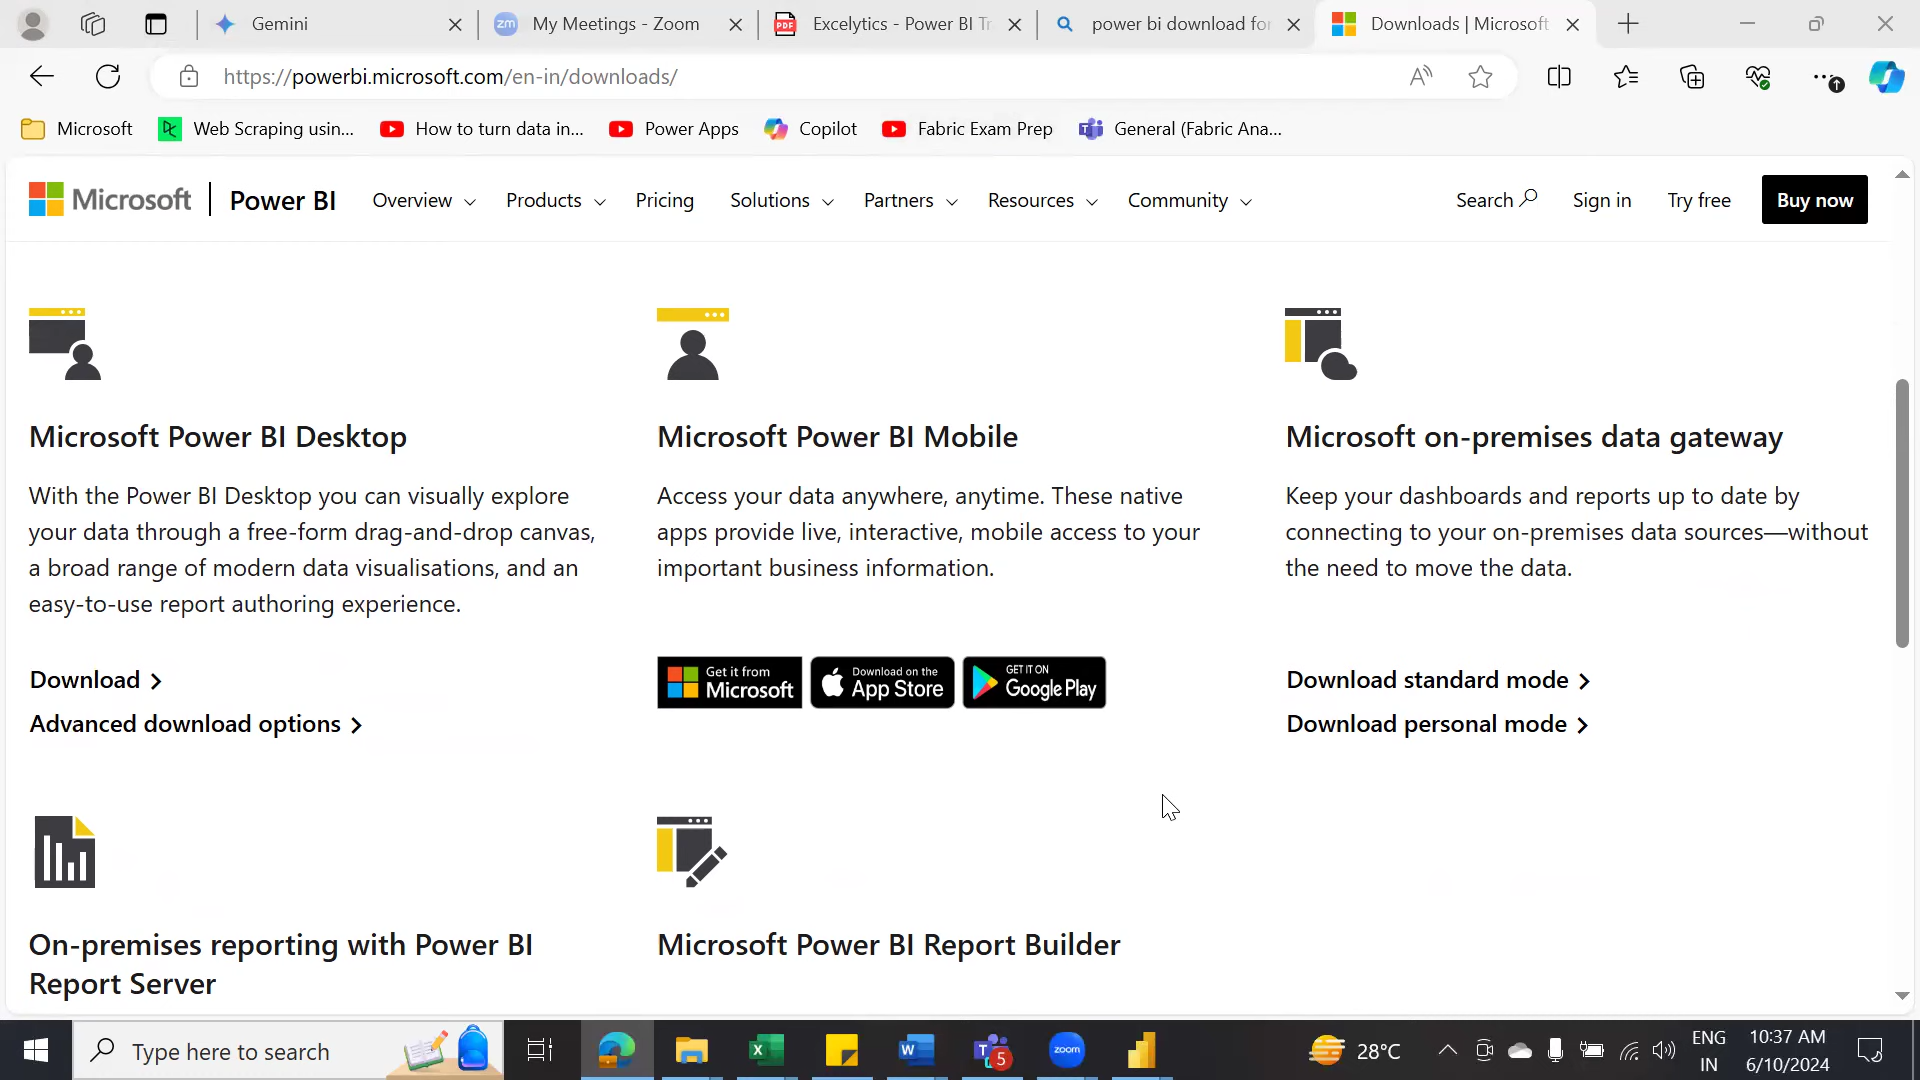 Gemini
My Meetings - Zoom
PDF
Excelytics - Power BI Tr
power bi download for
Downloads | Microsoft
https://powerbi.microsoft.com/en-in/downloads/
Microsoft
Web Scraping usin...
How to turn data in...
Power Apps
Copilot
Fabric Exam Prep
General (Fabric Ana...
Microsoft
Power BI
Overview
Products
Pricing
Solutions
Partners
Resources
Community
Search
Sign in
Try free
Buy now
Microsoft Power BI Desktop
With the Power BI Desktop you can visually explore
your data through a free-form drag-and-drop canvas,
a broad range of modern data visualisations, and an
easy-to-use report authoring experience.
Download
Advanced download options
Microsoft Power BI Mobile
Access your data anywhere, anytime. These native
apps provide live, interactive, mobile access to your
important business information.
Get it from
Microsoft
Download on the
App Store
GET IT ON
Google Play
Microsoft on-premises data gateway
Keep your dashboards and reports up to date by
connecting to your on-premises data sources—without
the need to move the data.
Download standard mode
Download personal mode
On-premises reporting with Power BI
Report Server
Microsoft Power BI Report Builder
Type here to search
5
zoom
28°C
ENG
IN
10:37 AM
6/10/2024